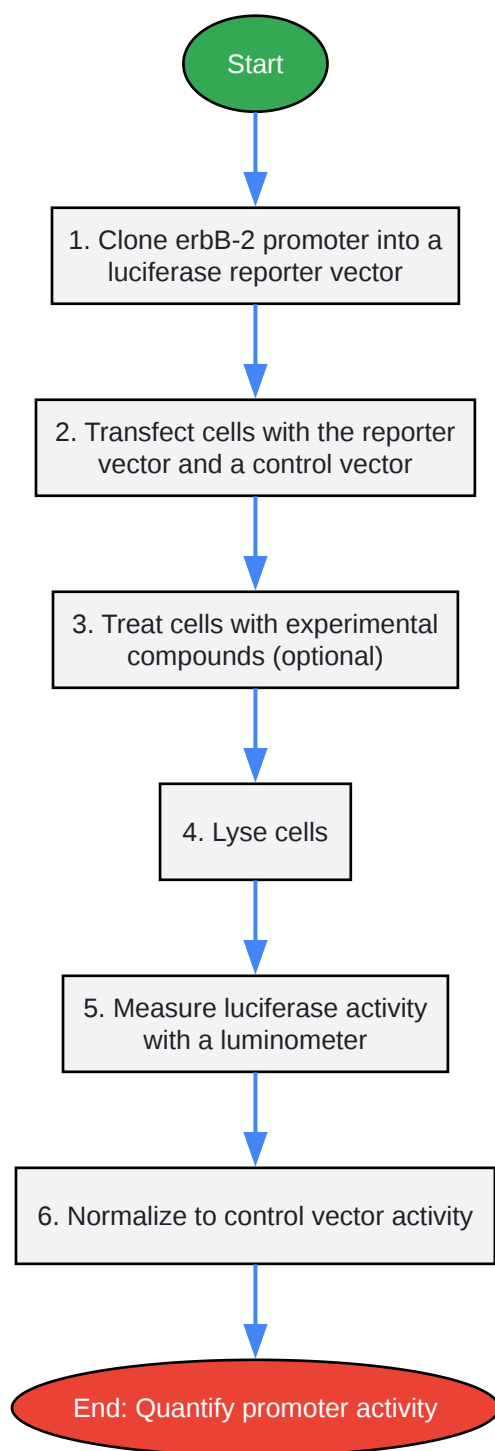 Start
1. Clone erbB-2 promoter into a
luciferase reporter vector
2. Transfect cells with the reporter
vector and a control vector
3. Treat cells with experimental
compounds (optional)
4. Lyse cells
5. Measure luciferase activity
with a luminometer
6. Normalize to control vector activity
End: Quantify promoter activity